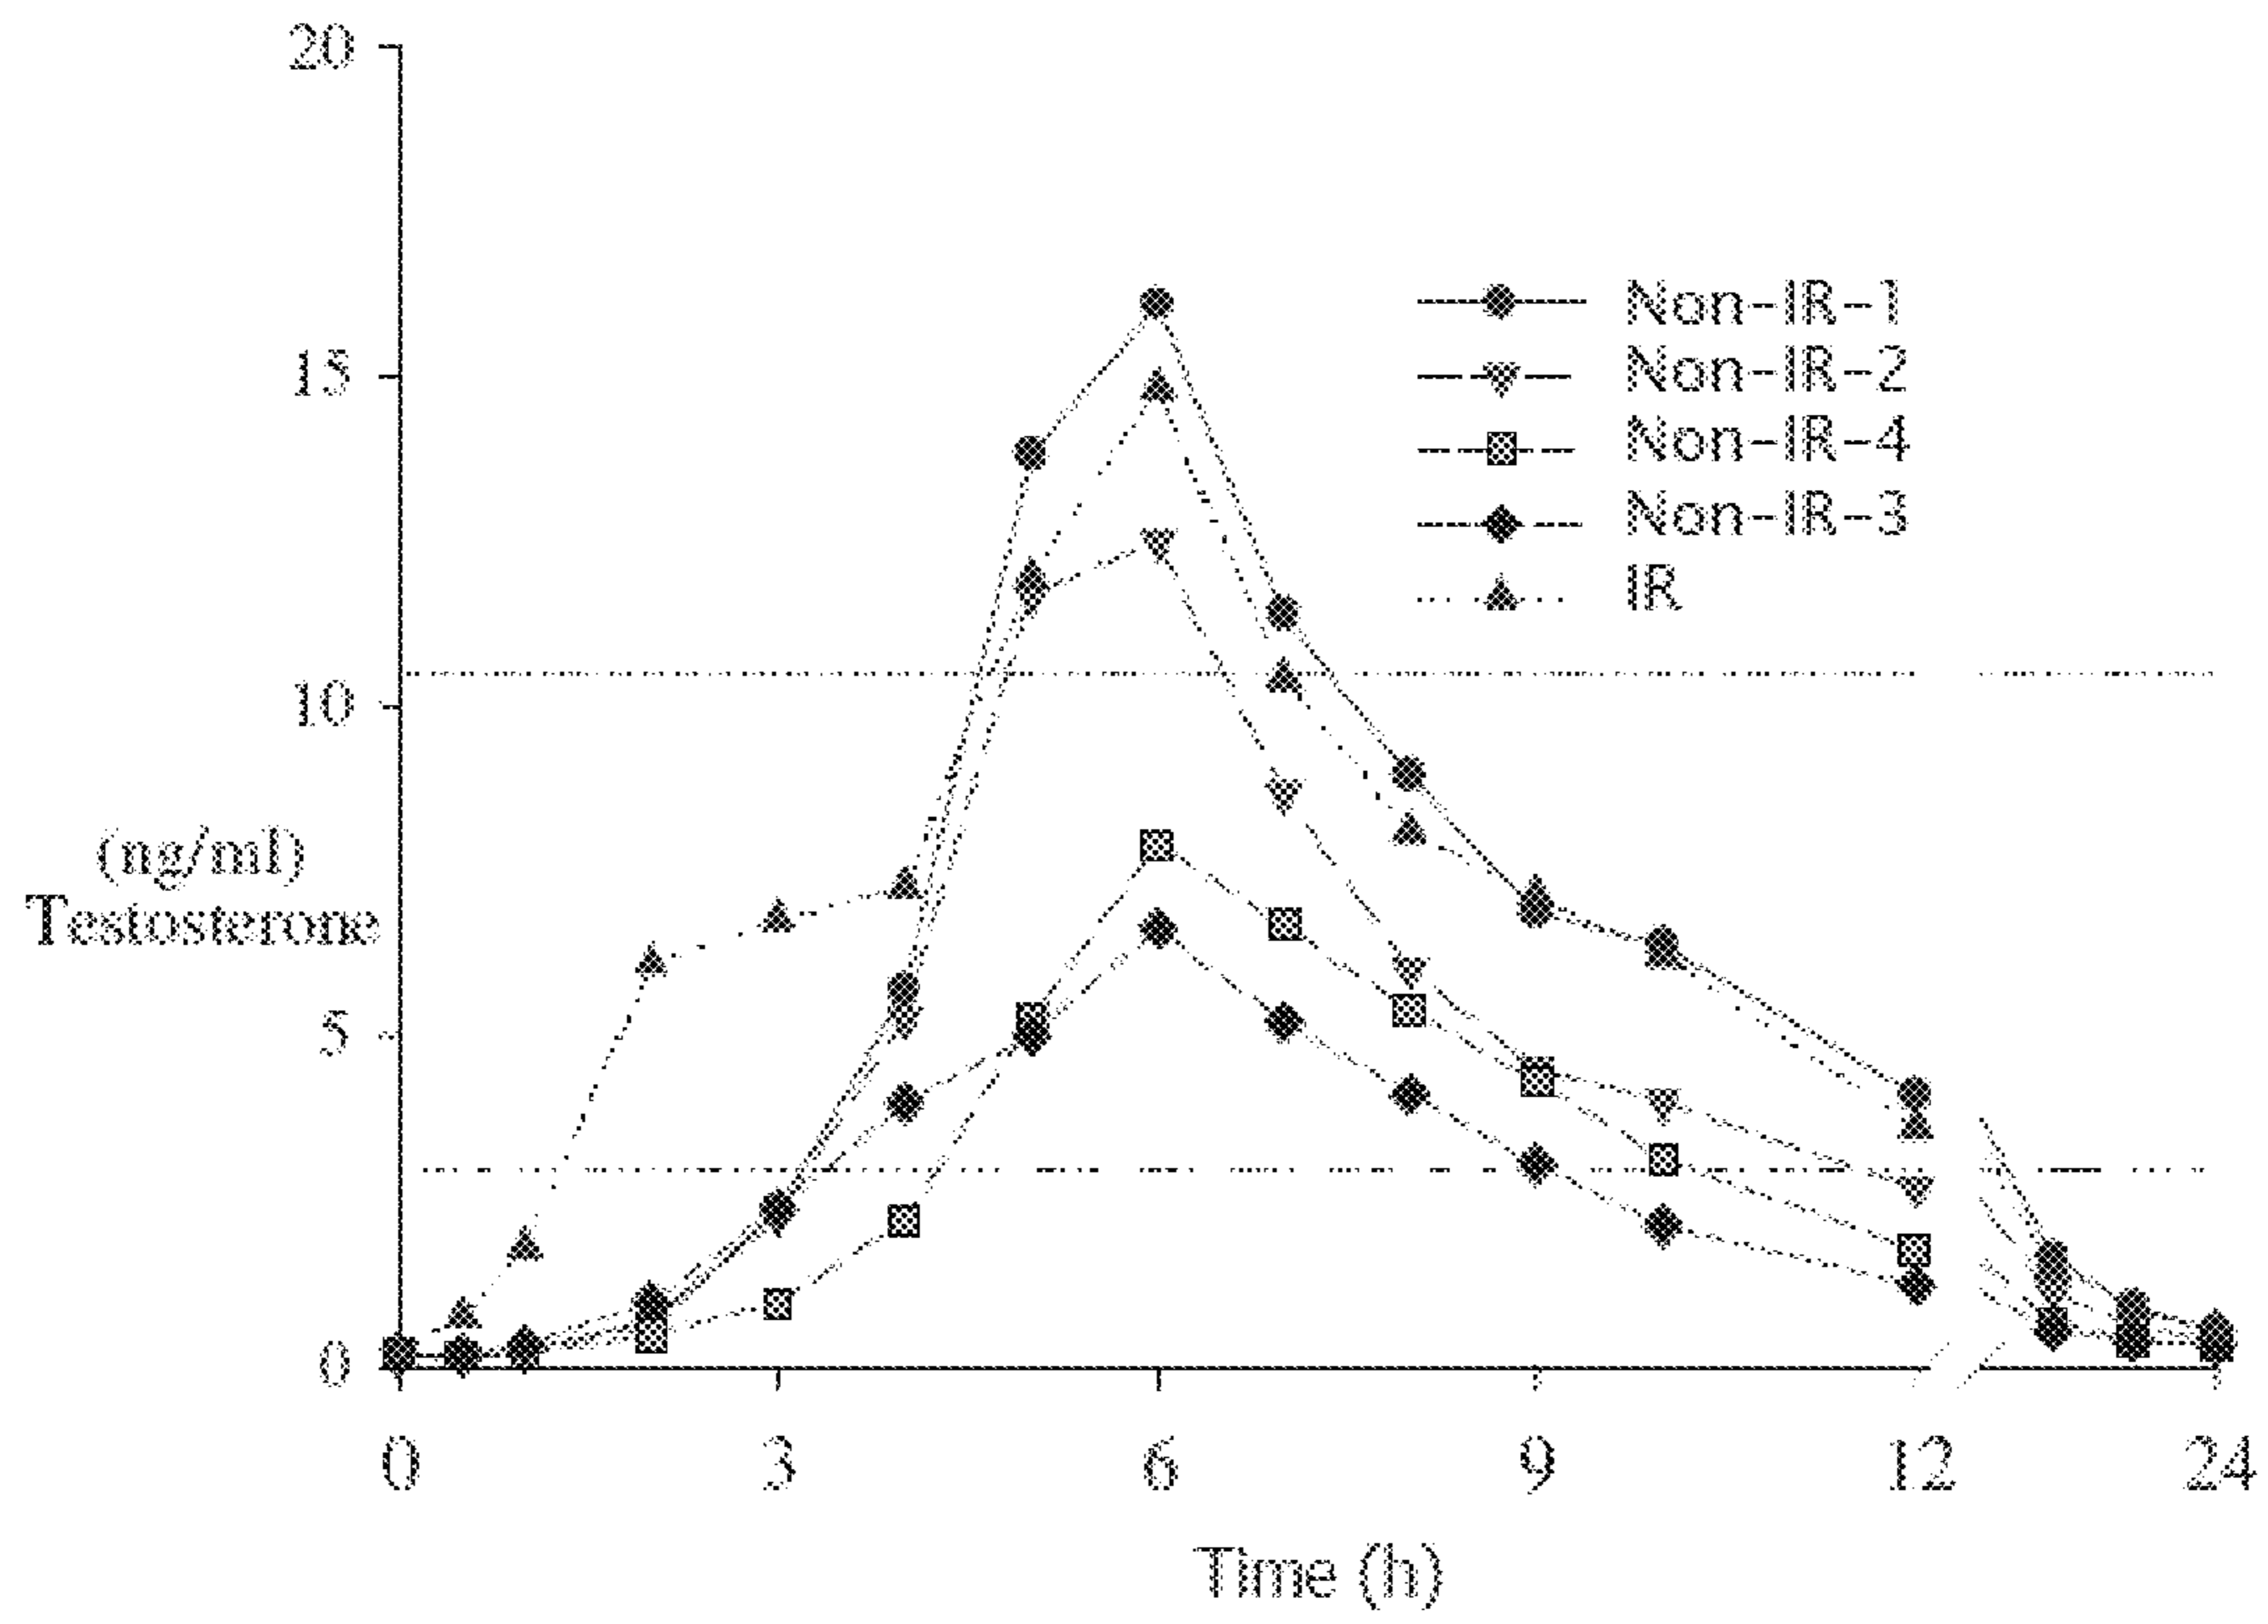 20
15
10
5
0
(ng/ml)
Testosterone
Non-IR-1
Non-IR-2
Non-IR-4
Non-IR-3
IR
0 3 6 9 12 24
Time (h)